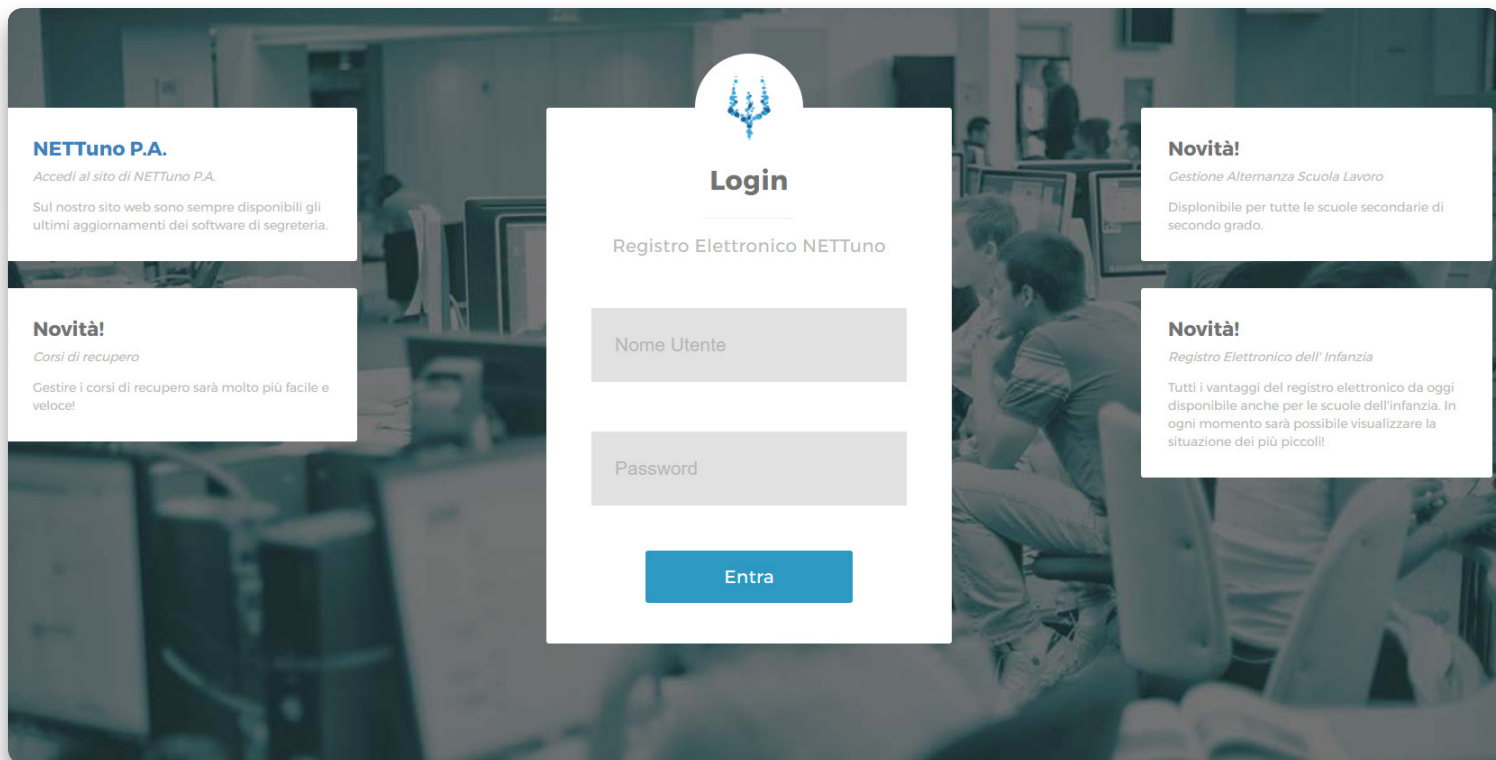 NETTuno P.A.
Accedi al sito di NETTuno P.A.
Sul nostro sito web sono sempre disponibili gli
ultimi aggiornamenti dei software di segreteria.
Novità!
Corsi di recupero
Gestire i corsi di recupero sarà molto più facile e
veloce!
Login
Registro Elettronico NETTuno
Nome Utente
Password
Entra
Novità!
Gestione Alternanza Scuola Lavoro
Displonibile per tutte le scuole secondarie di
secondo grado.
Novità!
Registro Elettronico dell' Infanzia
Tutti i vantaggi del registro elettronico da oggi
disponibile anche per le scuole dell'infanzia. In
ogni momento sarà possibile visualizzare la
situazione dei più piccoli!